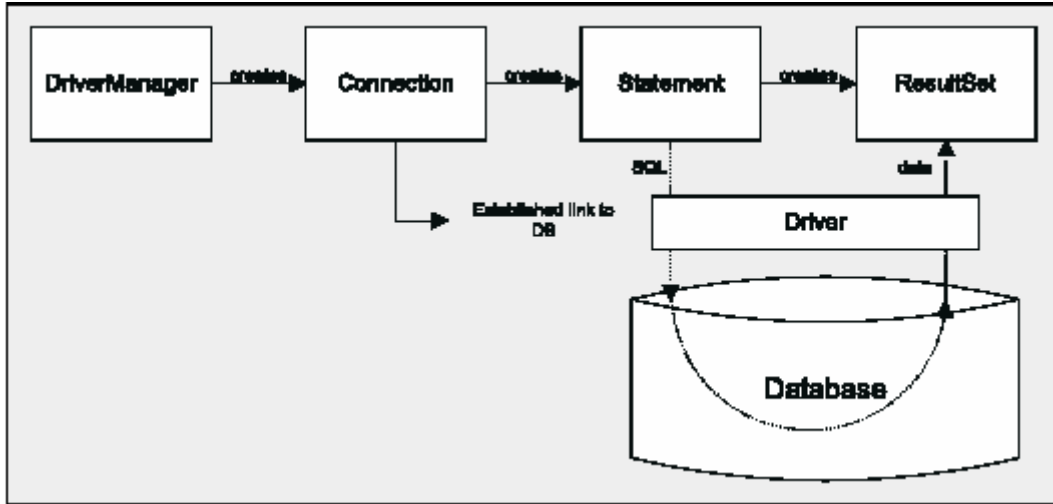 DriverManager
creates
Connection
creates
Statement
creates
ResultSet
SQL
data
Established link to
DB
Driver
Database